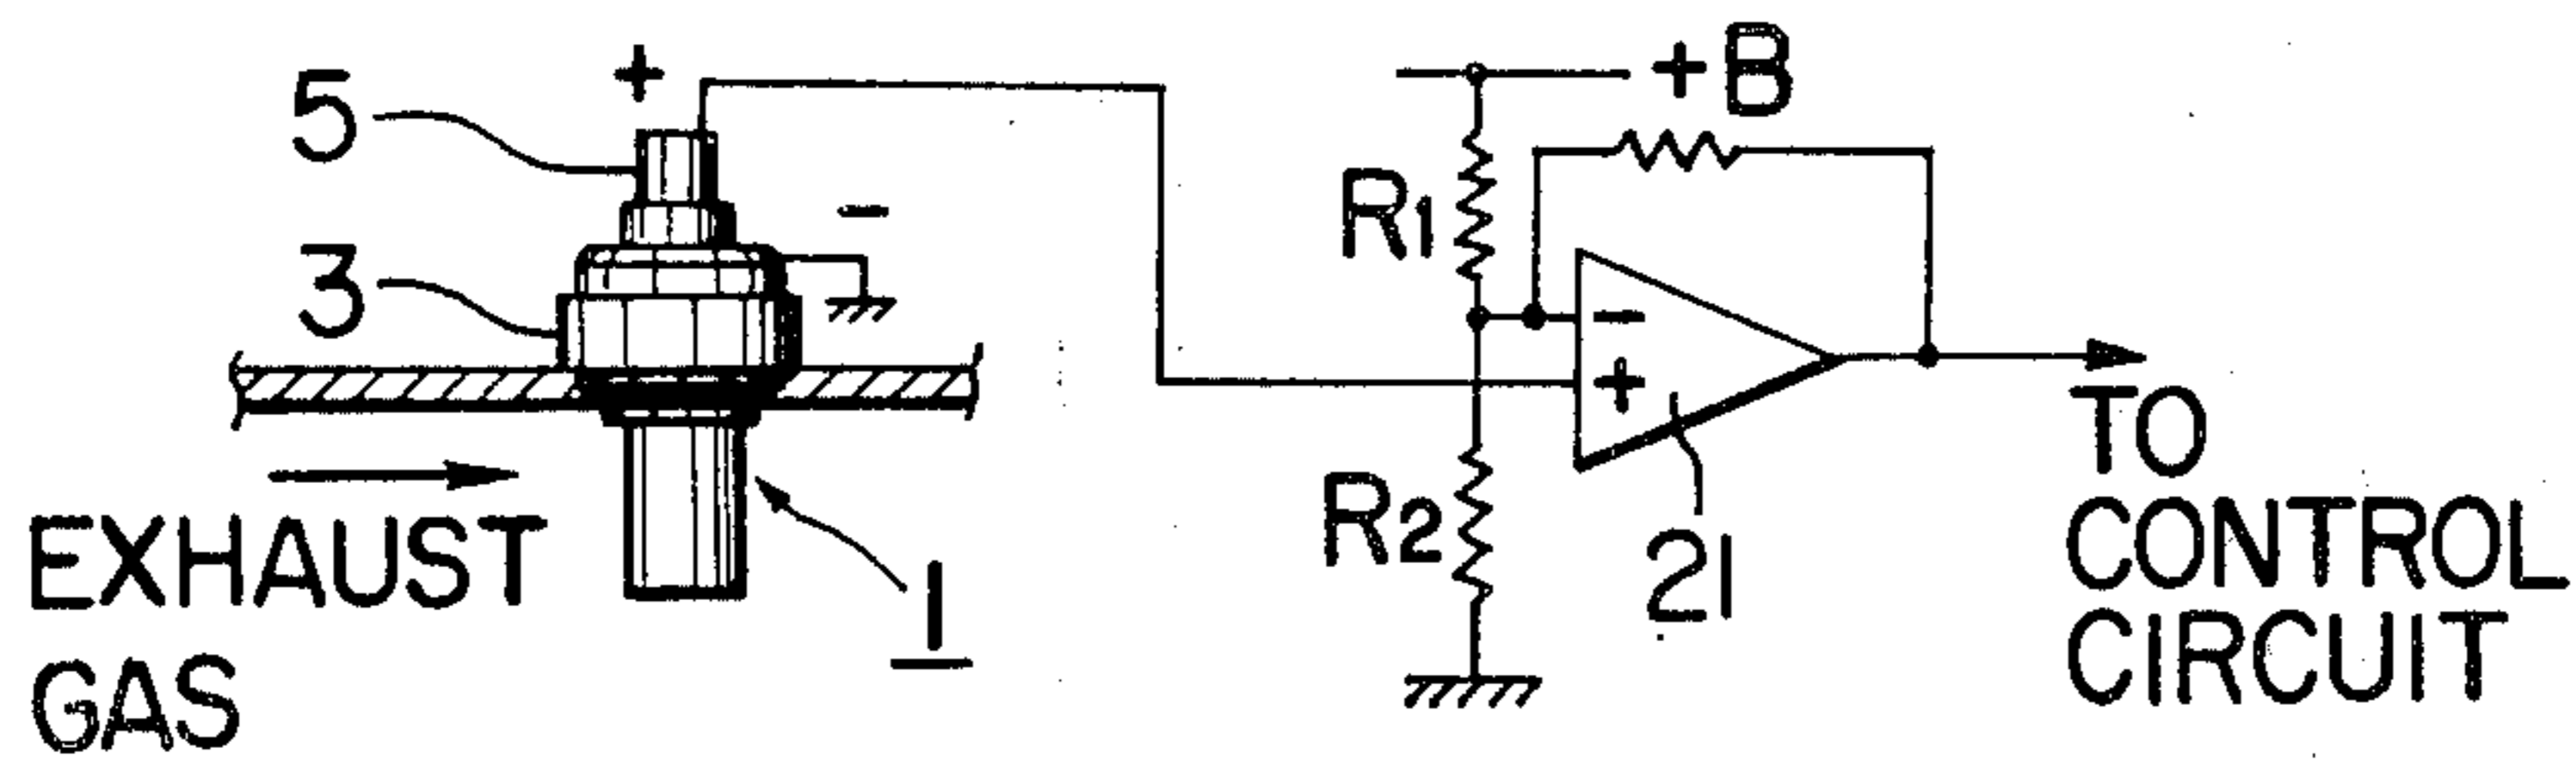 5
+
-
3
EXHAUST
GAS
1
+B
R1
R2
-
+
21
TO
CONTROL
CIRCUIT